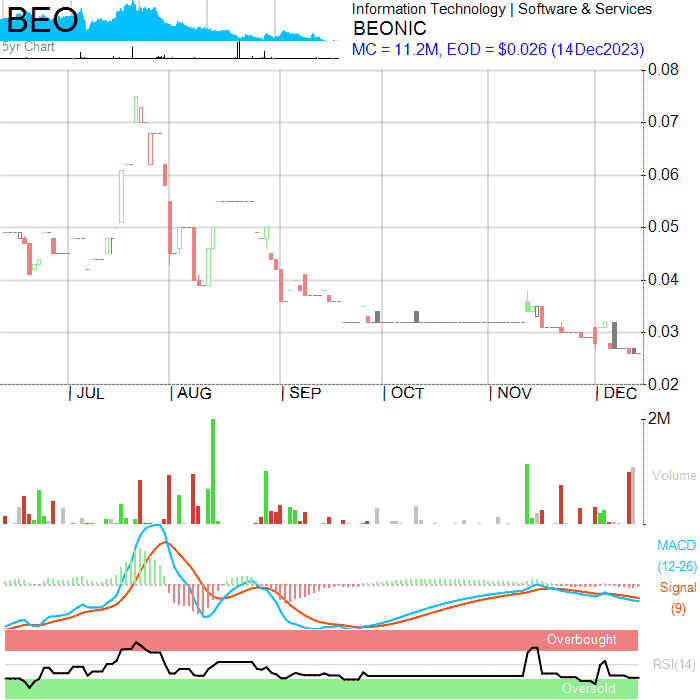 BEO
5yr Chart
Information Technology | Software & Services
BEONIC
MC = 11.2M, EOD = $0.026 (14Dec2023)
0.08
0.07
0.06
0.05
0.04
0.03
0.02
JUL AUG SEP OCT NOV DEC
2M
Volume
MACD
(12-26)
Signal
(9)
Overbought
RSI(14)
Oversold